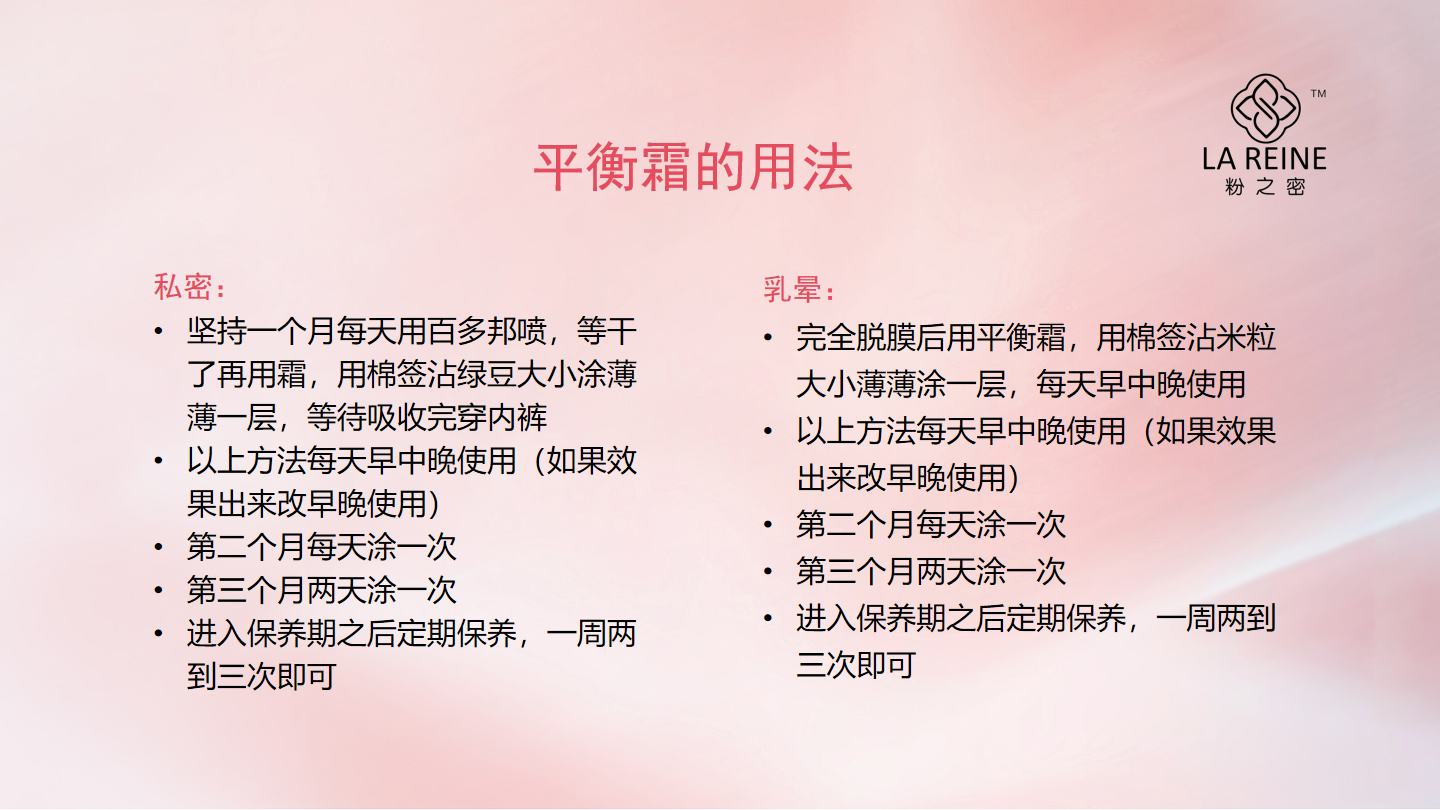 TM
LA REINE
粉之密
平衡霜的用法
私密：
• 坚持一个月每天用百多邦喷，等干
了再用霜，用棉签沾绿豆大小涂薄
薄一层，等待吸收完穿内裤
• 以上方法每天早中晚使用（如果效
果出来改早晚使用）
• 第二个月每天涂一次
• 第三个月两天涂一次
• 进入保养期之后定期保养，一周两
到三次即可
乳晕：
• 完全脱膜后用平衡霜，用棉签沾米粒
大小薄薄涂一层，每天早中晚使用
• 以上方法每天早中晚使用（如果效果
出来改早晚使用）
• 第二个月每天涂一次
• 第三个月两天涂一次
• 进入保养期之后定期保养，一周两到
三次即可